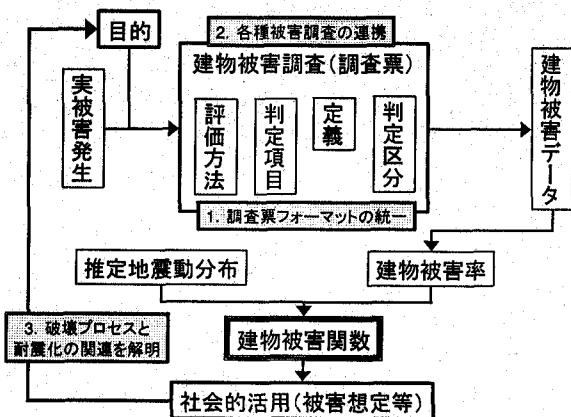 目的
2. 各種被害調査の連携
建物被害調査(調査票)
実被害発生
評価方法
判定項目
定義
判定区分
建物被害データ
1. 調査票フォーマットの統一
推定地震動分布
建物被害率
3. 破壊プロセスと
耐震化の関連を解明
建物被害関数
社会的活用(被害想定等)